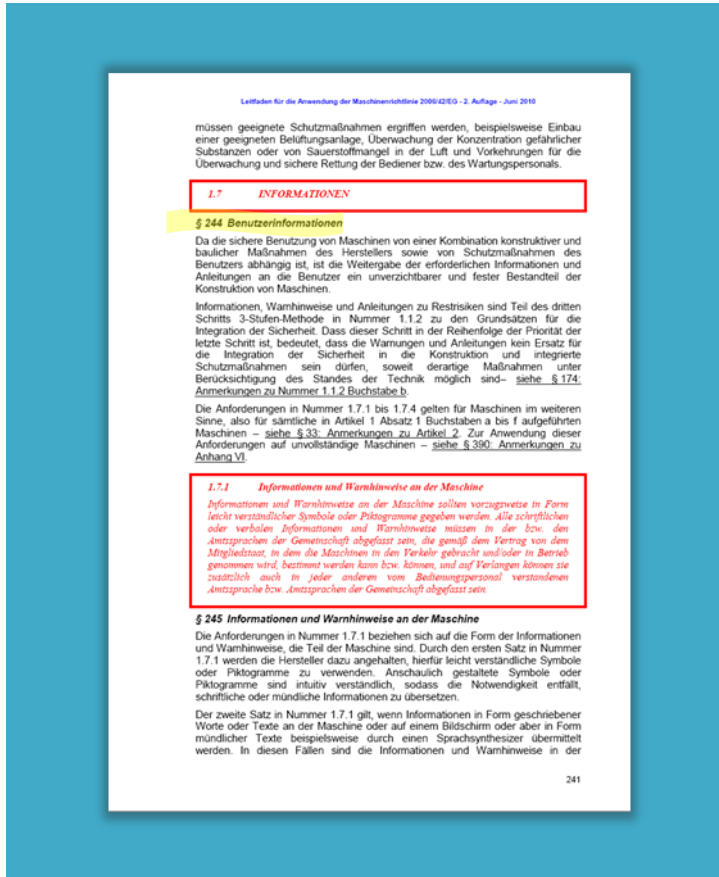 Leitfaden für die Anwendung der Maschinenrichtlinie 2006/42/EG - 2. Auflage - Juni 2010
müssen geeignete Schutzmaßnahmen ergriffen werden, beispielsweise Einbau
einer geeigneten Belüftungsanlage, Überwachung der Konzentration gefährlicher
Substanzen oder von Sauerstoffmangel in der Luft und Vorkehrungen für die
Überwachung und sichere Rettung der Bediener bzw. des Wartungspersonals.
1.7 INFORMATIONEN
§ 244 Benutzerinformationen
Da die sichere Benutzung von Maschinen von einer Kombination konstruktiver und
baulicher Maßnahmen des Herstellers sowie von Schutzmaßnahmen des
Benutzers abhängig ist, ist die Weitergabe der erforderlichen Informationen und
Anleitungen an die Benutzer ein unverzichtbarer und fester Bestandteil der
Konstruktion von Maschinen.
Informationen, Warnhinweise und Anleitungen zu Restrisiken sind Teil des dritten
Schritts 3-Stufen-Methode in Nummer 1.1.2 zu den Grundsätzen für die
Integration der Sicherheit. Dass dieser Schritt in der Reihenfolge der Priorität der
letzte Schritt ist, bedeutet, dass die Warnungen und Anleitungen kein Ersatz für
die Integration der Sicherheit in die Konstruktion und integrierte
Schutzmaßnahmen sein dürfen, soweit derartige Maßnahmen unter
Berücksichtigung des Standes der Technik möglich sind– siehe § 174:
Anmerkungen zu Nummer 1.1.2 Buchstabe b.
Die Anforderungen in Nummer 1.7.1 bis 1.7.4 gelten für Maschinen im weiteren
Sinne, also für sämtliche in Artikel 1 Absatz 1 Buchstaben a bis f aufgeführten
Maschinen – siehe § 33: Anmerkungen zu Artikel 2. Zur Anwendung dieser
Anforderungen auf unvollständige Maschinen – siehe § 390: Anmerkungen zu
Anhang VI.
1.7.1 Informationen und Warnhinweise an der Maschine
Informationen und Warnhinweise an der Maschine sollten vorzugsweise in Form
leicht verständlicher Symbole oder Piktogramme gegeben werden. Alle schriftlichen
oder verbalen Informationen und Warnhinweise müssen in der bzw. den
Amtssprachen der Gemeinschaft abgefasst sein, die gemäß dem Vertrag von dem
Mitgliedstaat, in dem die Maschinen in den Verkehr gebracht und/oder in Betrieb
genommen wird, bestimmt werden kann bzw. können, und auf Verlangen können sie
zusätzlich auch in jeder anderen vom Bedienungspersonal verstandenen
Amtssprache bzw. Amtssprachen der Gemeinschaft abgefasst sein.
§ 245 Informationen und Warnhinweise an der Maschine
Die Anforderungen in Nummer 1.7.1 beziehen sich auf die Form der Informationen
und Warnhinweise, die Teil der Maschine sind. Durch den ersten Satz in Nummer
1.7.1 werden die Hersteller dazu angehalten, hierfür leicht verständliche Symbole
oder Piktogramme zu verwenden. Anschaulich gestaltete Symbole oder
Piktogramme sind intuitiv verständlich, sodass die Notwendigkeit entfällt,
schriftliche oder mündliche Informationen zu übersetzen.
Der zweite Satz in Nummer 1.7.1 gilt, wenn Informationen in Form geschriebener
Worte oder Texte an der Maschine oder auf einem Bildschirm oder aber in Form
mündlicher Texte beispielsweise durch einen Sprachsynthesizer übermittelt
werden. In diesen Fällen sind die Informationen und Warnhinweise in der
241